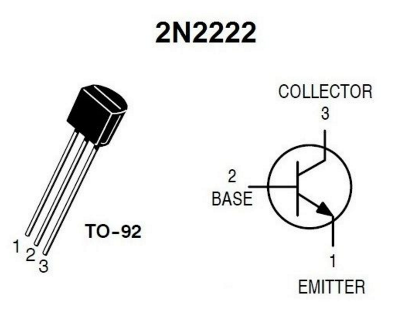 2N2222
COLLECTOR
3
2
BASE
1
2
3
TO-92
1
EMITTER